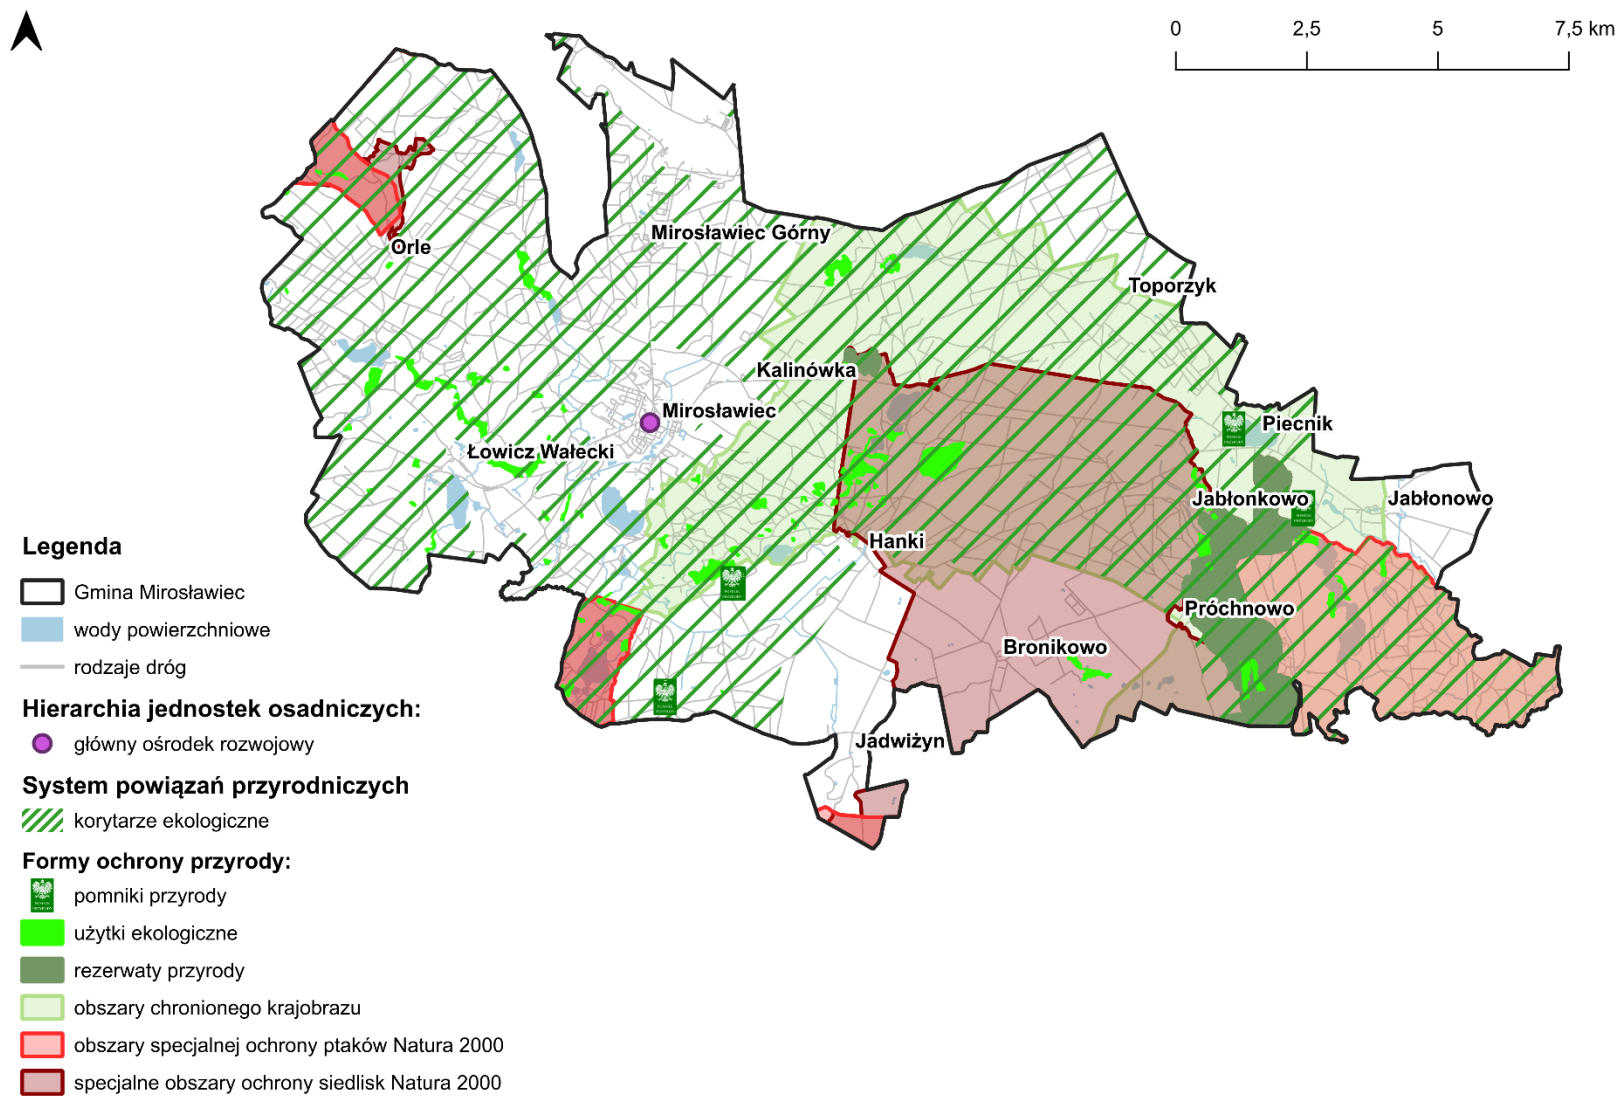 0 2,5 5 7,5 km
Mirosławiec Górny
Orle
Toporzyk
Kalinówka
Mirosławiec
Piecnik
Łowicz Wałecki
Jabłonkowo
Jabłonowo
Hanki
Próchnowo
Bronikowo
Jadwiżyn
Legenda
Gmina Mirosławiec
wody powierzchniowe
rodzaje dróg
Hierarchia jednostek osadniczych:
główny ośrodek rozwojowy
System powiązań przyrodniczych
korytarze ekologiczne
Formy ochrony przyrody:
pomniki przyrody
użytki ekologiczne
rezerwaty przyrody
obszary chronionego krajobrazu
obszary specjalnej ochrony ptaków Natura 2000
specjalne obszary ochrony siedlisk Natura 2000